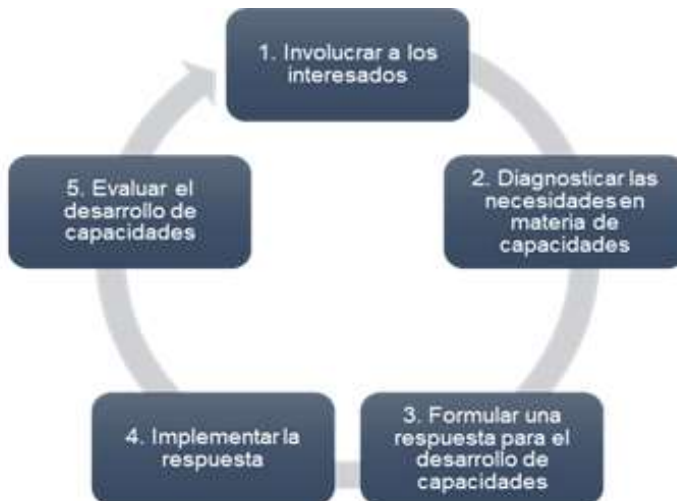 1. Involucrar a los
interesados
2. Diagnosticar las
necesidades en
materia de
capacidades
3. Formular una
respuesta para el
desarrollo de
capacidades
4. Implementar la
respuesta
5. Evaluar el
desarrollo de
capacidades